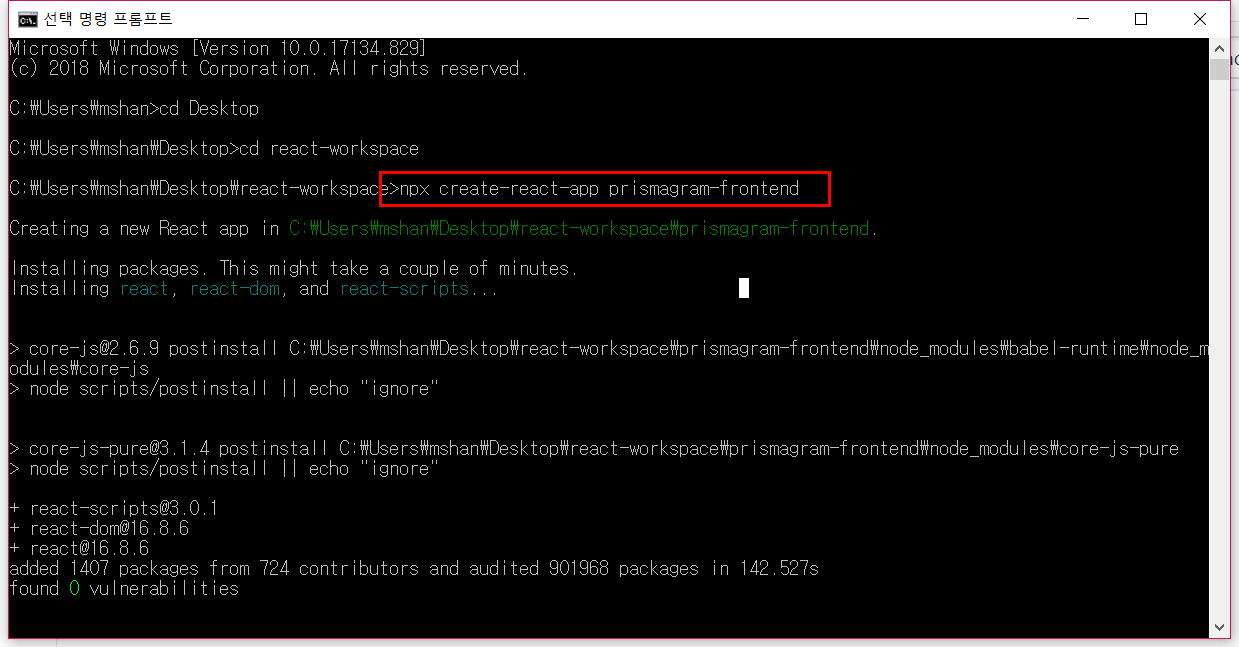 선택 명령 프롬프트
Microsoft Windows [Version 10.0.17134.829]
(c) 2018 Microsoft Corporation. All rights reserved.
C:₩Users₩mshan>cd Desktop
C:₩Users₩mshan₩Desktop>cd react-workspace
C:₩Users₩mshan₩Desktop₩react-workspace>npx create-react-app prismagram-frontend
Creating a new React app in C:₩Users₩mshan₩Desktop₩react-workspace₩prismagram-frontend.
Installing packages. This might take a couple of minutes.
Installing react, react-dom, and react-scripts...
> core-js@2.6.9 postinstall C:₩Users₩mshan₩Desktop₩react-workspace₩prismagram-frontend₩node_modules₩babel-runtime₩node_m
odules₩core-js
> node scripts/postinstall || echo "ignore"
> core-js-pure@3.1.4 postinstall C:₩Users₩mshan₩Desktop₩react-workspace₩prismagram-frontend₩node_modules₩core-js-pure
> node scripts/postinstall || echo "ignore"
+ react-scripts@3.0.1
+ react-dom@16.8.6
+ react@16.8.6
added 1407 packages from 724 contributors and audited 901968 packages in 142.527s
found 0 vulnerabilities